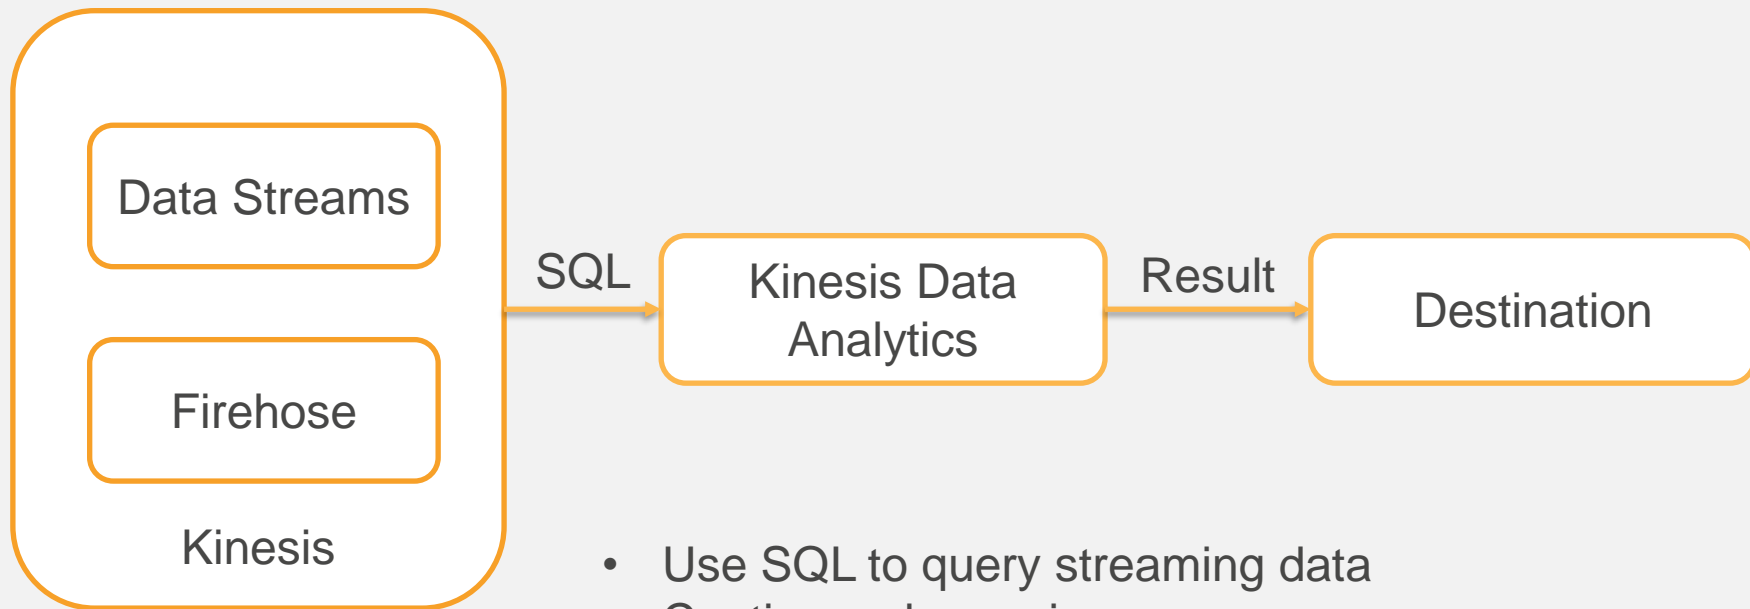 Data Streams
Firehose
Kinesis
SQL
Kinesis Data
Analytics
Result
Destination
• Use SQL to query streaming data